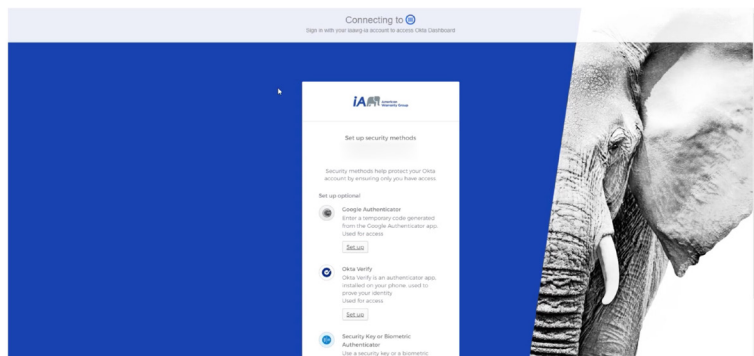 Connecting to
Sign in with your iaawg-ia account to access Okta Dashboard
iA American
Warranty Group
Set up security methods
Security methods help protect your Okta
account by ensuring only you have access
Set up optional
Google Authenticator
Enter a temporary code generated
from the Google Authenticator app.
Used for access
Set up
Okta Verify
Okta Verify is an authenticator app,
installed on your phone, used to
prove your identity
Used for access
Set up
Security Key or Biometric
Authenticator
Use a security key or a biometric